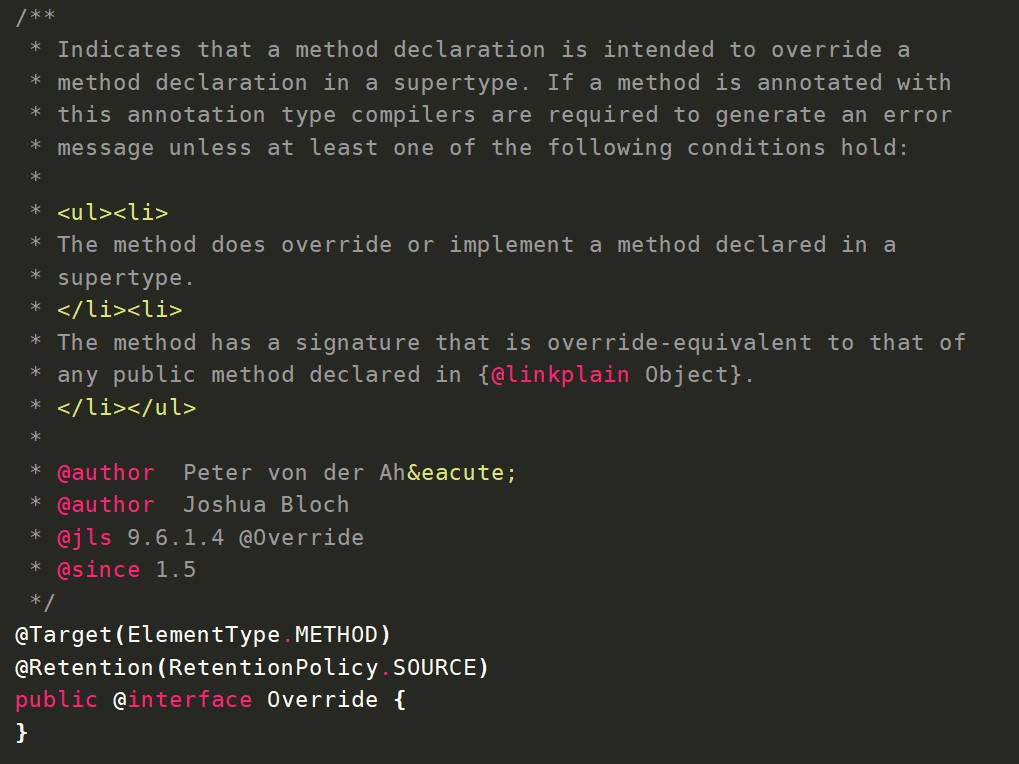 /**
 * Indicates that a method declaration is intended to override a
 * method declaration in a supertype. If a method is annotated with
 * this annotation type compilers are required to generate an error
 * message unless at least one of the following conditions hold:
 *
 * <ul><li>
 * The method does override or implement a method declared in a
 * supertype.
 * </li><li>
 * The method has a signature that is override-equivalent to that of
 * any public method declared in {@linkplain Object}.
 * </li></ul>
 *
 * @author  Peter von der Ah&eacute;
 * @author  Joshua Bloch
 * @jls 9.6.1.4 @Override
 * @since 1.5
 */
@Target(ElementType.METHOD)
@Retention(RetentionPolicy.SOURCE)
public @interface Override {
}